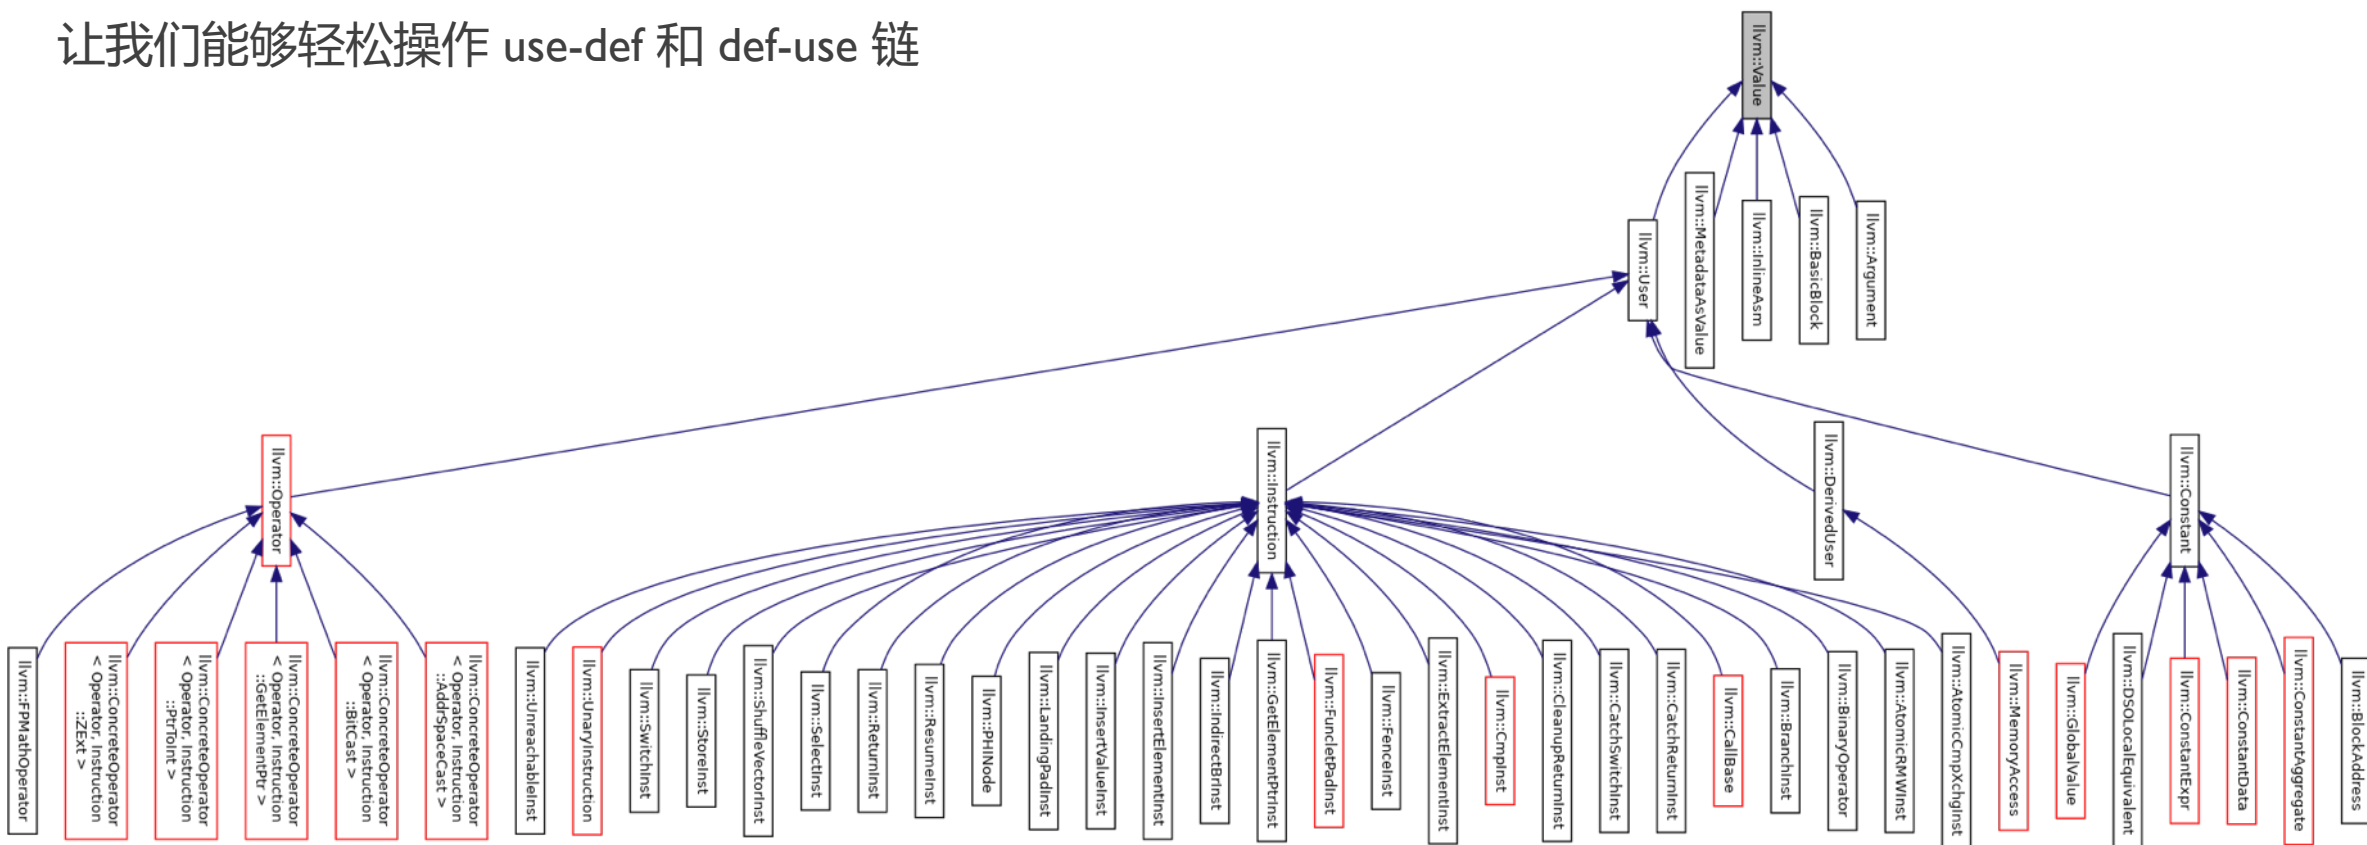 让我们能够轻松操作 use-def 和 def-use 链
llvm::Value
llvm::User
llvm::MetadataAsValue
llvm::InlineAsm
llvm::BasicBlock
llvm::Argument
llvm::Operator
llvm::Instruction
llvm::DerivedUser
llvm::Constant
llvm::FPMathOperator
llvm::ConcreteOperator
< Operator, Instruction
::ZExt >
llvm::ConcreteOperator
< Operator, Instruction
::PtrToInt >
llvm::ConcreteOperator
< Operator, Instruction
::GetElementPtr >
llvm::ConcreteOperator
< Operator, Instruction
::BitCast >
llvm::ConcreteOperator
< Operator, Instruction
::AddrSpaceCast >
llvm::UnreachableInst
llvm::UnaryInstruction
llvm::SwitchInst
llvm::StoreInst
llvm::ShuffleVectorInst
llvm::SelectInst
llvm::ReturnInst
llvm::ResumeInst
llvm::PHINode
llvm::LandingPadInst
llvm::InsertValueInst
llvm::InsertElementInst
llvm::IndirectBrInst
llvm::GetElementPtrInst
llvm::FuncletPadInst
llvm::FenceInst
llvm::ExtractElementInst
llvm::CmpInst
llvm::CleanupReturnInst
llvm::CatchSwitchInst
llvm::CatchReturnInst
llvm::CallBase
llvm::BranchInst
llvm::BinaryOperator
llvm::AtomicRMWInst
llvm::AtomicCmpXchgInst
llvm::MemoryAccess
llvm::GlobalValue
llvm::DSOLocalEquivalent
llvm::ConstantExpr
llvm::ConstantData
llvm::ConstantAggregate
llvm::BlockAddress